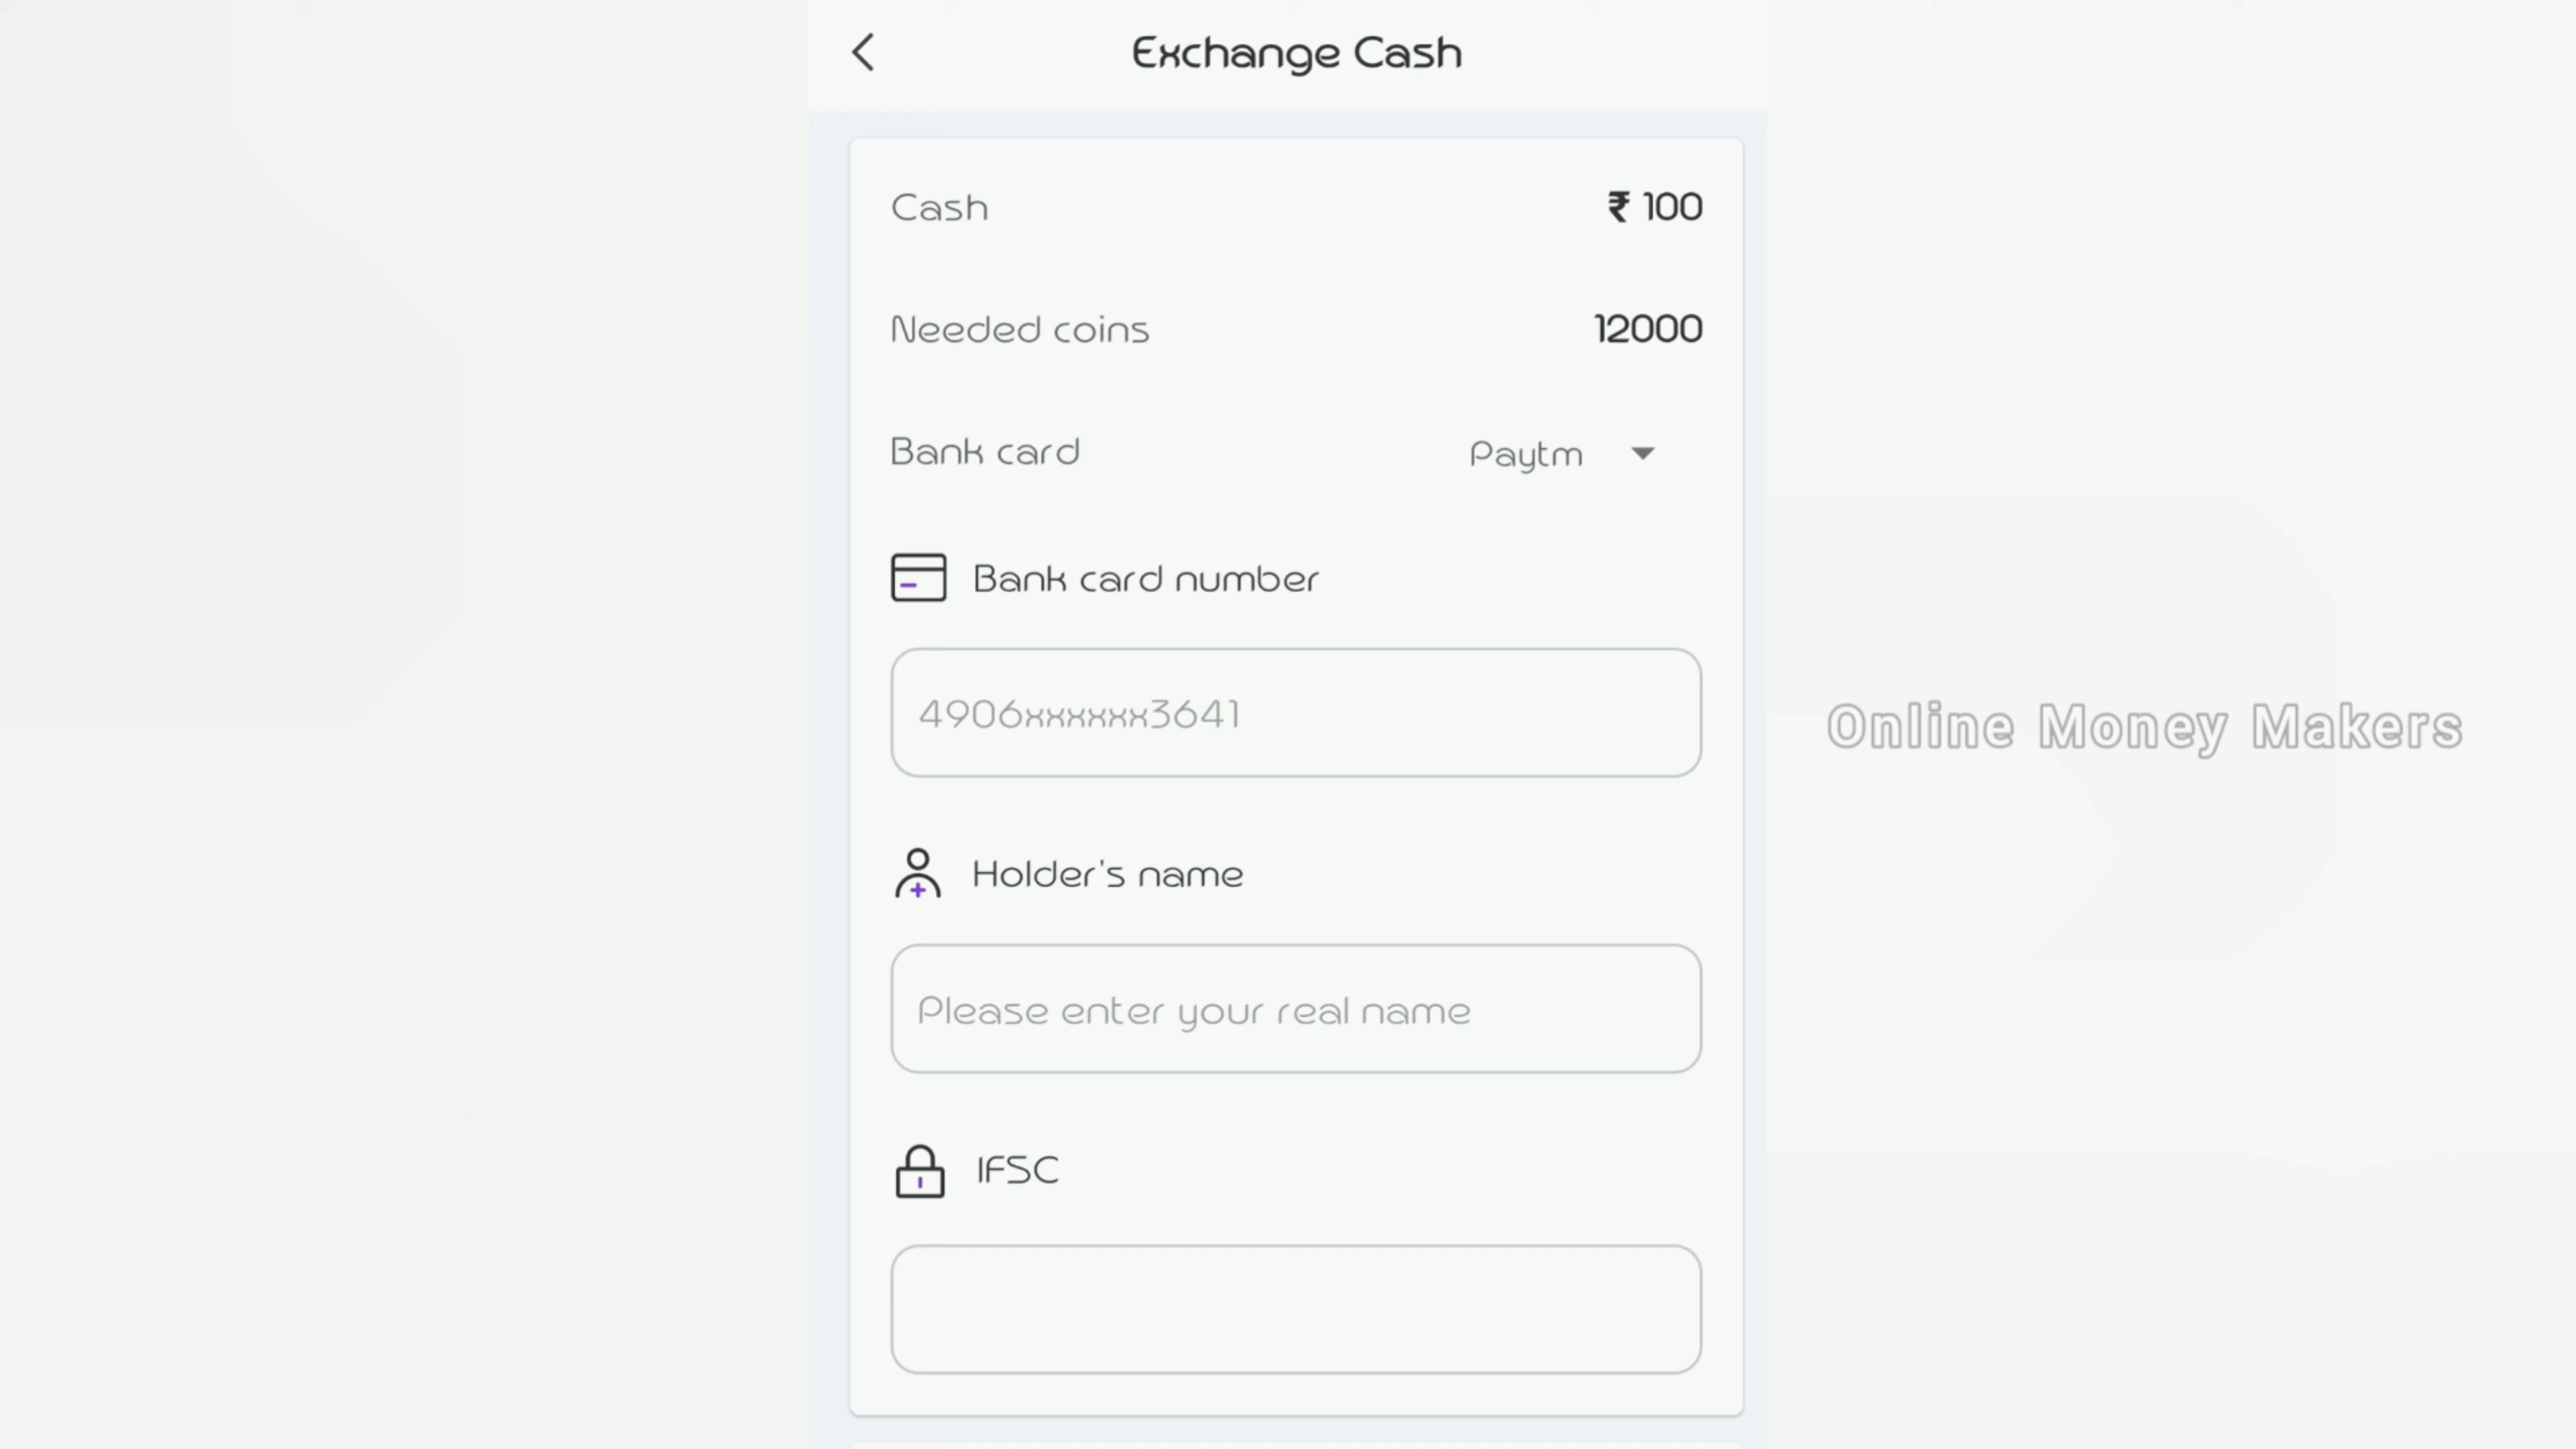 Exchange Cash
Cash ₹ 100
Needed coins 12000
Bank card Paytm
Bank card number
4906xxxxxx3641
Online Money Makers
Holder's name
Please enter your real name
IFSC